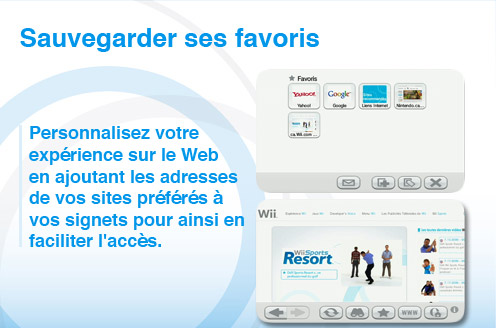 Sauvegarder ses favoris
Favoris
YAHOO!
Google
Yahoo!
Google
Liens Internet
Nintendo.ca...
ca.Wii.com ...
Personnalisez votre
expérience sur le Web
en ajoutant les adresses
de vos sites préférés à
vos signets pour ainsi en
faciliter l'accès.
Wii
Wii Sports
Resort
WWW